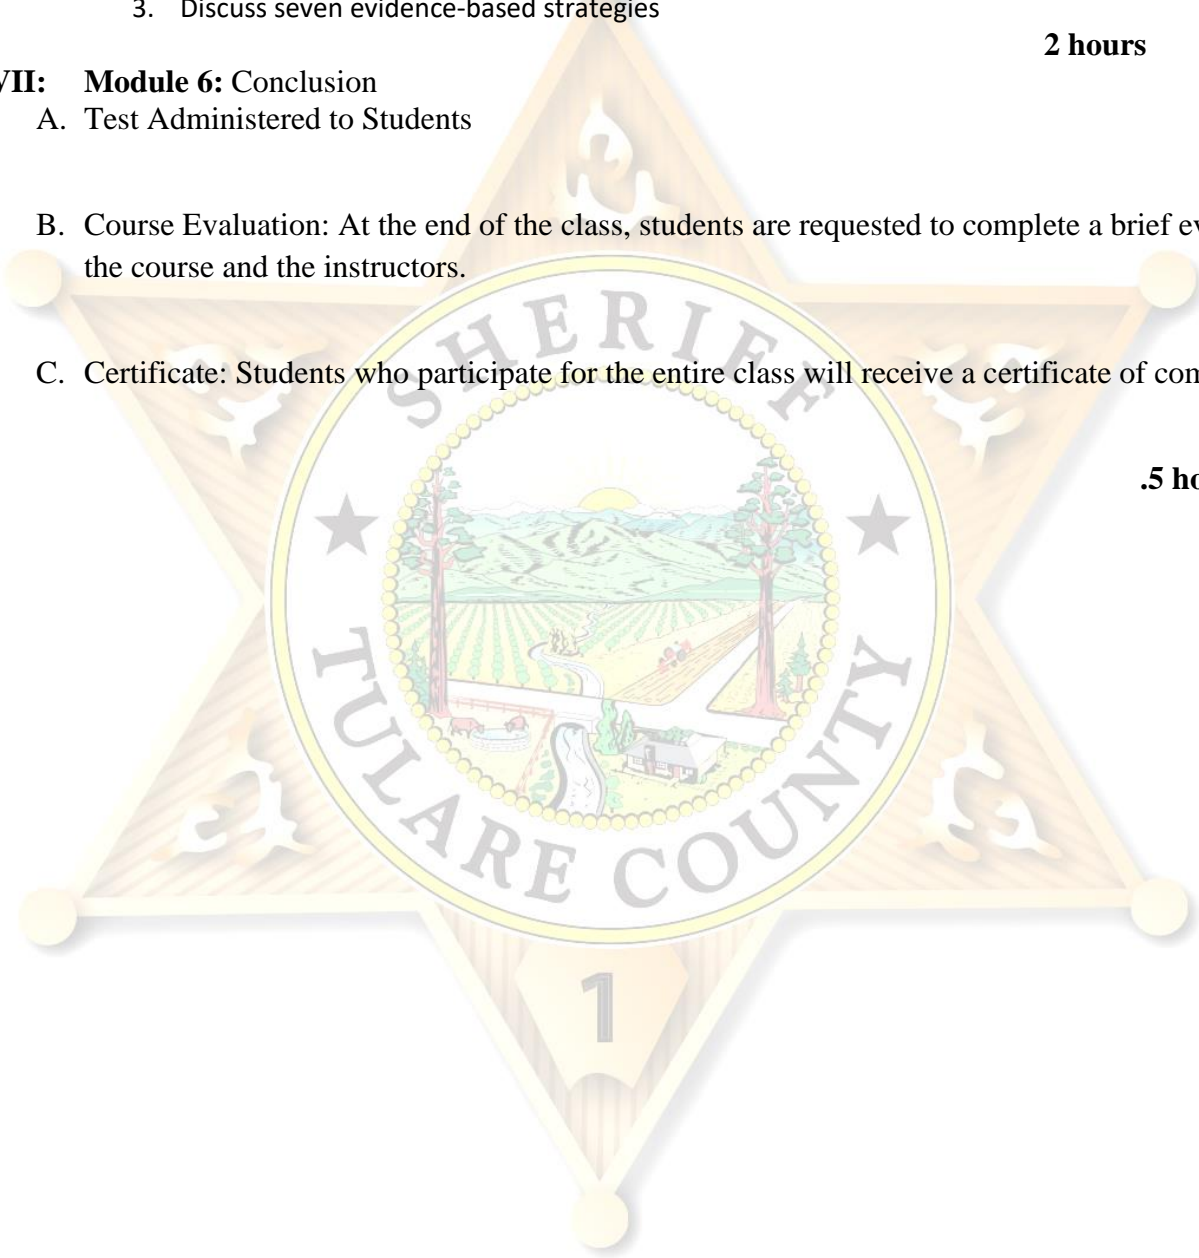 3. Discuss seven evidence-based strategies
2 hours
VII: Module 6: Conclusion
A. Test Administered to Students
B. Course Evaluation: At the end of the class, students are requested to complete a brief
the course and the instructors.
C. Certificate: Students who participate for the entire class will receive a certificate of
.5
SHERIFF
TULARE COUNTY
1